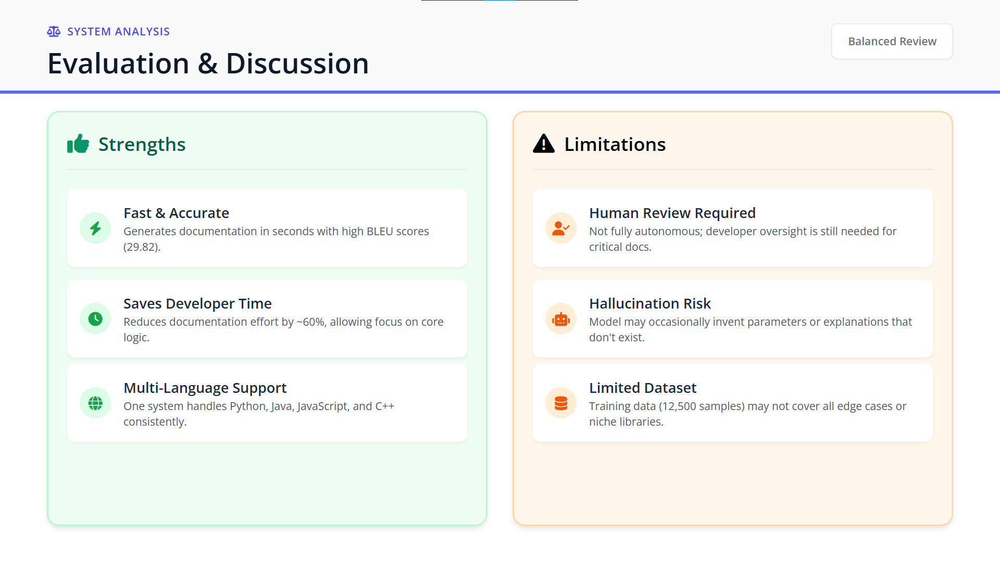 SYSTEM ANALYSIS
Evaluation & Discussion
Balanced Review
Strengths
Fast & Accurate
Generates documentation in seconds with high BLEU scores
(29.82).
Saves Developer Time
Reduces documentation effort by ~60%, allowing focus on core
logic.
Multi-Language Support
One system handles Python, Java, JavaScript, and C++
consistently.
Limitations
Human Review Required
Not fully autonomous; developer oversight is still needed for
critical docs.
Hallucination Risk
Model may occasionally invent parameters or explanations that
don't exist.
Limited Dataset
Training data (12,500 samples) may not cover all edge cases or
niche libraries.